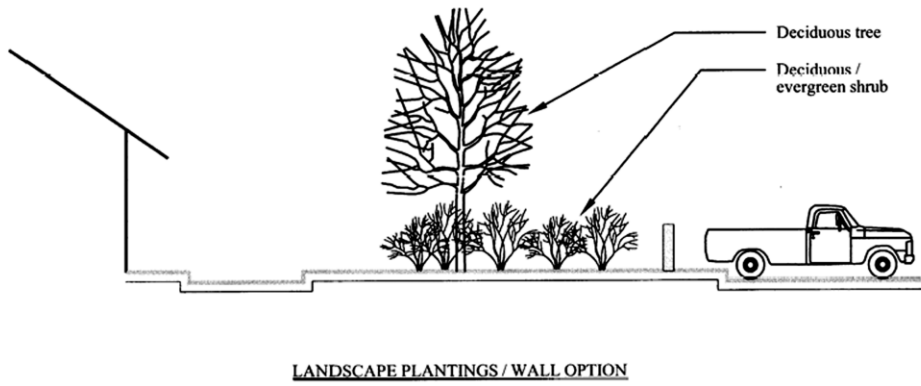 Deciduous tree
Deciduous /
evergreen shrub
LANDSCAPE PLANTINGS / WALL OPTION